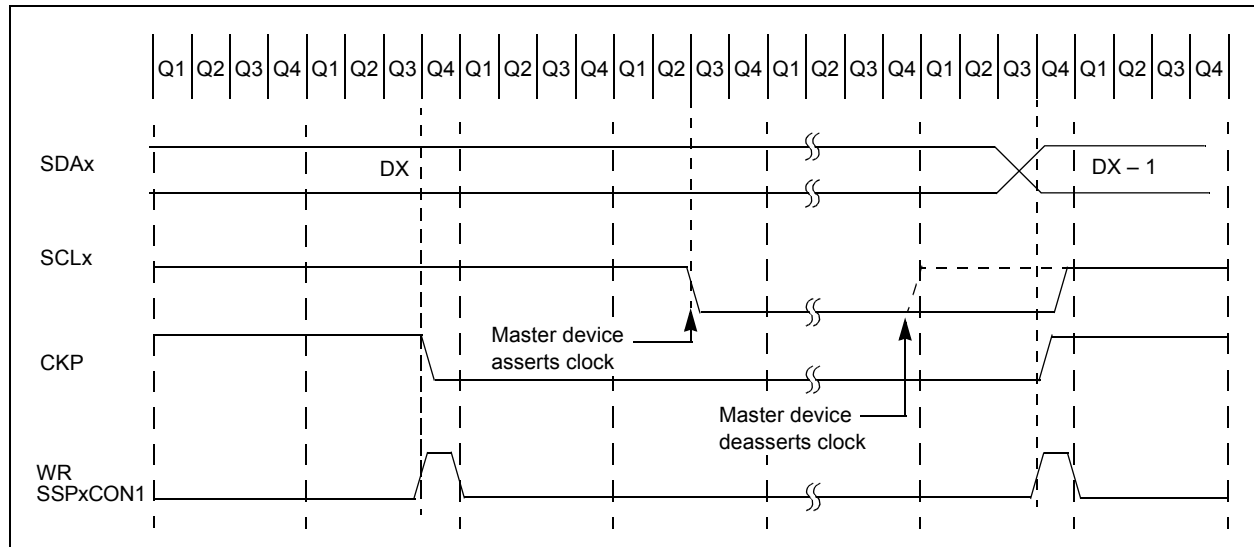 Q1 Q2 Q3 Q4 Q1 Q2 Q3 Q4 Q1 Q2 Q3 Q4 Q1 Q2 Q3 Q4 Q1 Q2 Q3 Q4 Q1 Q2 Q3 Q4 Q1 Q2 Q3 Q4
SDAx
DX
DX – 1
SCLx
Master device
asserts clock
CKP
Master device
deasserts clock
WR
SSPxCON1